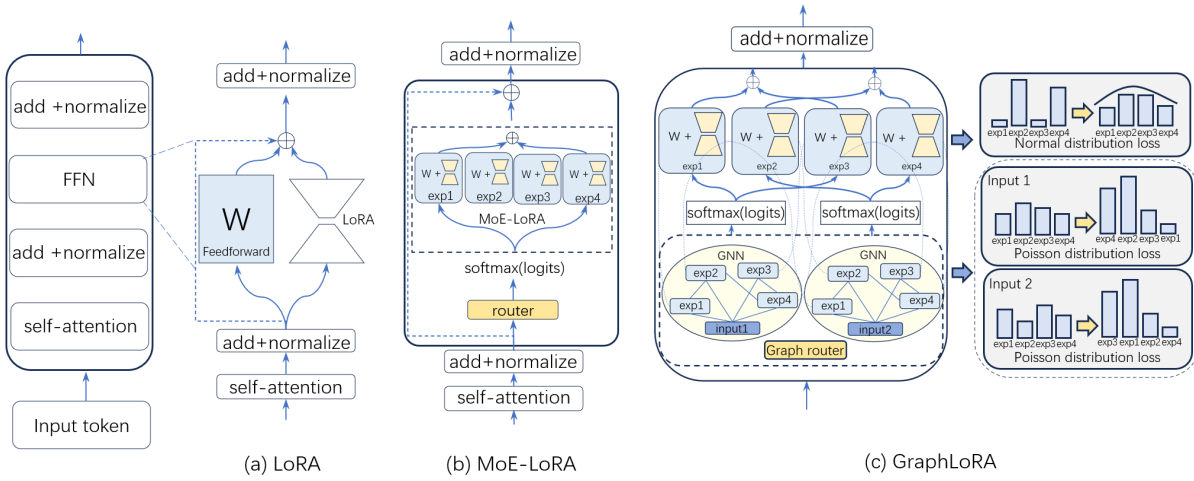 add +normalize
FFN
add +normalize
self-attention
Input token
add+normalize
W
Feedforward
LoRA
add+normalize
self-attention
(a) LoRA
add+normalize
W +
exp1
W +
exp2
W +
exp3
W +
exp4
MoE-LoRA
softmax(logits)
router
add+normalize
self-attention
(b) MoE-LoRA
add+normalize
W +
exp1
W +
exp2
W +
exp3
W +
exp4
softmax(logits)
softmax(logits)
GNN
exp2
exp3
exp1
exp4
input1
GNN
exp2
exp3
exp1
exp4
input2
Graph router
(c) GraphLoRA
exp1 exp2 exp3 exp4
exp1 exp2 exp3 exp4
Normal distribution loss
Input 1
exp1 exp2 exp3 exp4
exp4 exp2 exp3 exp1
Poisson distribution loss
Input 2
exp1 exp2 exp3 exp4
exp3 exp1 exp2 exp4
Poisson distribution loss